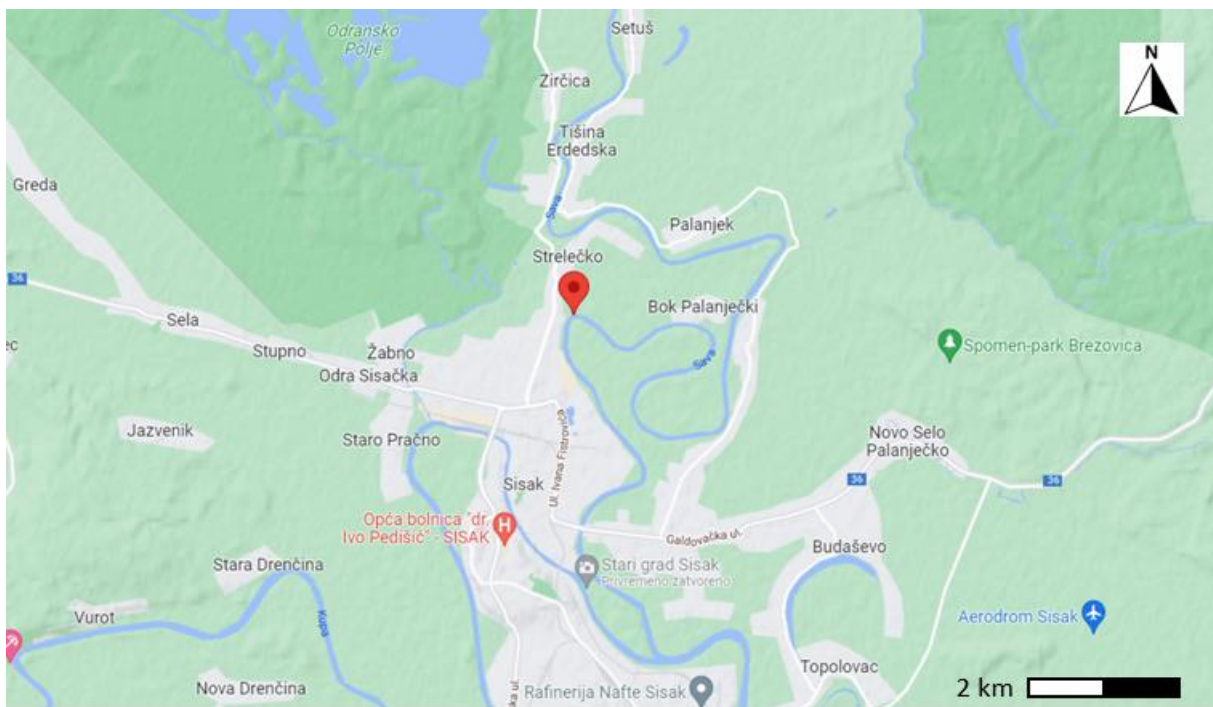 Odransko
Polje
Setuš
N
Zirčica
Tišina
Erdedska
Greda
Sava
Palanjek
Strelečko
36
Bok Palanječki
Sela
Stupno
Žabno
Odra Sisačka
Sava
Spomen-park Brezovica
ec
Jazvenik
Staro Pračno
Ul. Ivana Fistrovića
Novo Selo
Palanječko
36
36
Sisak
Opća bolnica "dr.
Ivo Pedišić" - SISAK
H
Galdovačka ul.
Budaševo
Stara Drenčina
Stari grad Sisak
Privremeno zatvoreno
Vurot
Kupa
Aerodrom Sisak
Topolovac
Nova Drenčina
Rafinerija Nafte Sisak
2 km